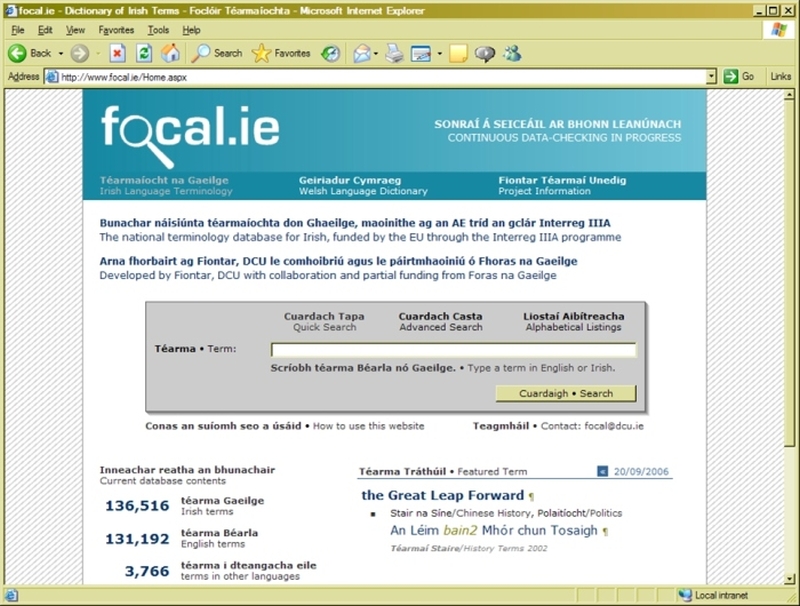 focal.ie - Dictionary of Irish Terms - Foclóir Téarmaíochta - Microsoft Internet Explorer
File Edit View Favorites Tools Help
Back Search Favorites
Address http://www.focal.ie/Home.aspx Go Links
focal.ie
SONRAÍ Á SEICEÁIL AR BHONN LEANÚNACH
CONTINUOUS DATA-CHECKING IN PROGRESS
Téarmaíocht na Gaeilge Geiriadur Cymraeg Fiontar Téarmaí Unedig
Irish Language Terminology Welsh Language Dictionary Project Information
Bunachar náisiúnta téarmaíochta don Ghaeilge, maoinithe ag an AE tríd an gclár Interreg IIIA
The national terminology database for Irish, funded by the EU through the Interreg IIIA programme
Arna fhorbairt ag Fiontar, DCU le comhoibriú agus le páirtmhaoiniú ó Fhoras na Gaeilge
Developed by Fiontar, DCU with collaboration and partial funding from Foras na Gaeilge
Cuardach Tapa Cuardach Casta Liostaí Aibítreacha
Quick Search Advanced Search Alphabetical Listings
Téarma • Term:
Scríobh téarma Béarla nó Gaeilge. • Type a term in English or Irish.
Cuardaigh • Search
Conas an suíomh seo a úsáid • How to use this website Teagmháil • Contact: focal@dcu.ie
Inneachar reatha an bhunachair
Current database contents
136,516 téarma Gaeilge
Irish terms
131,192 téarma Béarla
English terms
3,766 téarma i dteangacha eile
terms in other languages
Téarma Tráthúil • Featured Term « 20/09/2006
the Great Leap Forward ¶
▪ Stair na Síne/Chinese History, Polaitíocht/Politics
An Léim bain2 Mhór chun Tosaigh ¶
Téarmaí Staire/History Terms 2002
Local intranet